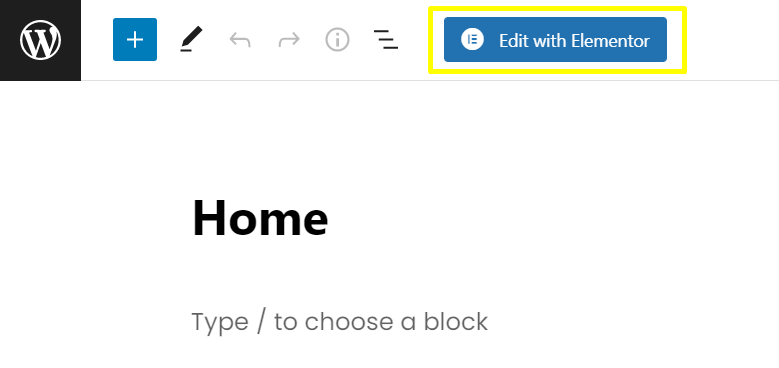 Edit with Elementor
Home
Type / to choose a block